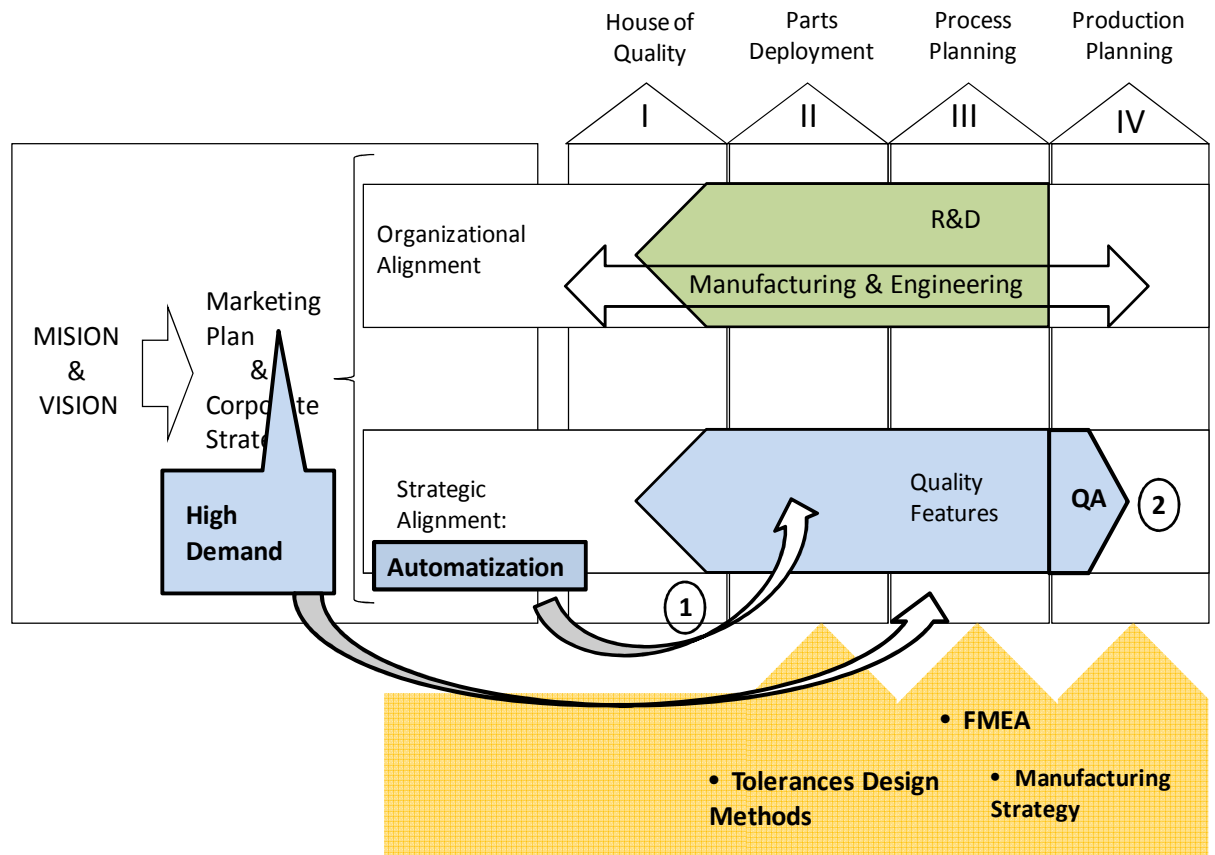 House of
Quality
Parts
Deployment
Process
Planning
Production
Planning
I
II
III
IV
Organizational
Alignment
R&D
Manufacturing & Engineering
MISION
&
VISION
Marketing
Plan
&
Corporate
High
Demand
Strategic
Alignment:
Automatization
Quality
Features
QA
1
2
• FMEA
• Tolerances Design
Methods
• Manufacturing
Strategy